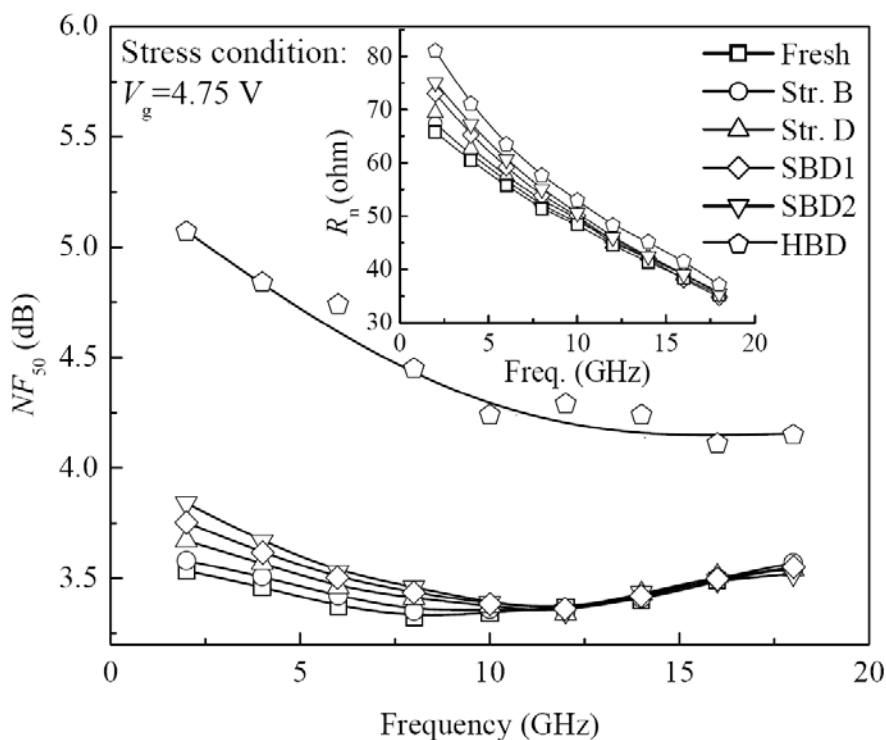 6.0
5.5
5.0
4.5
4.0
3.5
NF50 (dB)
0
5
10
15
20
Frequency (GHz)
Stress condition:
Vg=4.75 V
80
70
60
50
40
30
Rn (ohm)
0
5
10
15
20
Freq. (GHz)
Fresh
Str. B
Str. D
SBD1
SBD2
HBD